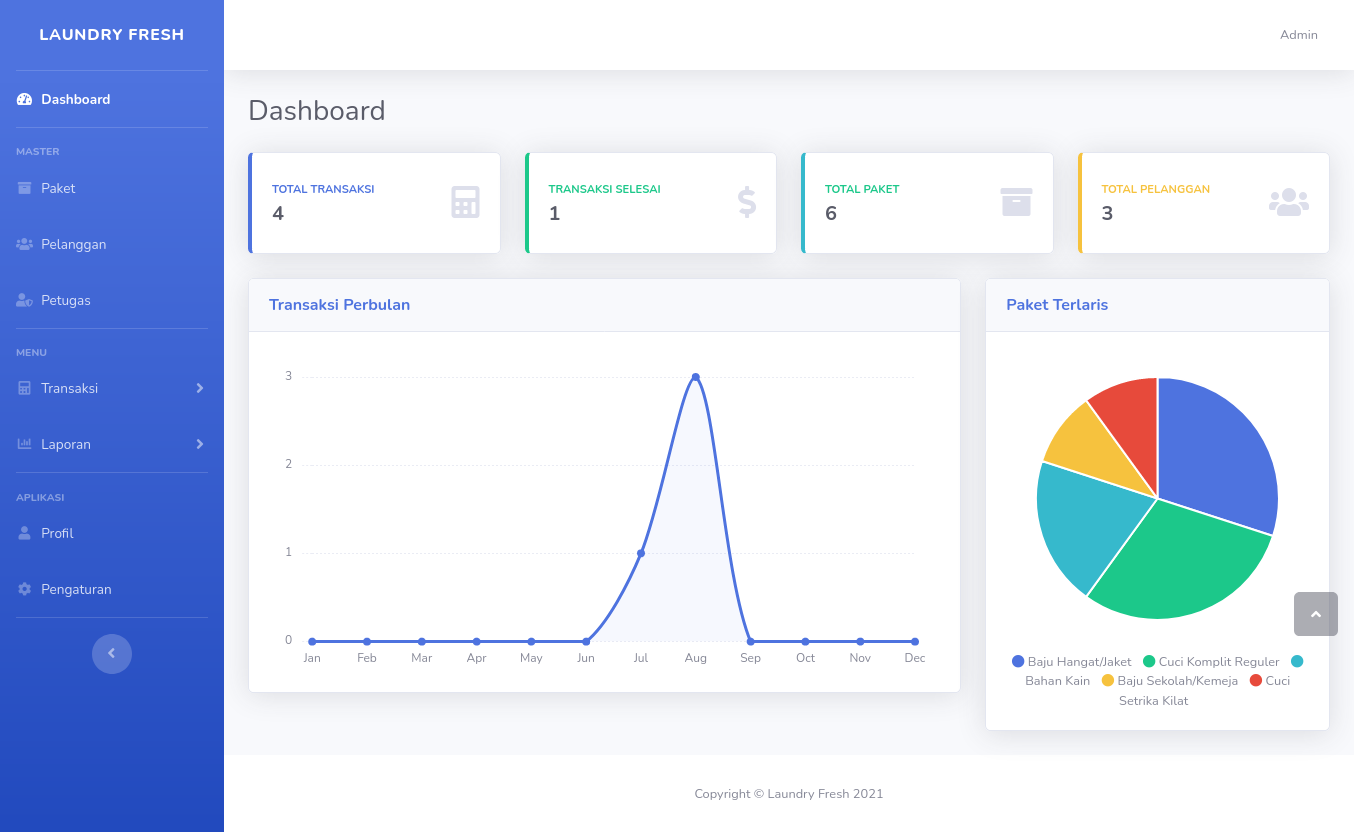 LAUNDRY FRESH
Admin
Dashboard
MASTER
Paket
Pelanggan
Petugas
MENU
Transaksi
Laporan
APLIKASI
Profil
Pengaturan
Dashboard
TOTAL TRANSAKSI
4
TRANSAKSI SELESAI
1
TOTAL PAKET
6
TOTAL PELANGGAN
3
Transaksi Perbulan
3
2
1
0
Jan Feb Mar Apr May Jun Jul Aug Sep Oct Nov Dec
Paket Terlaris
Baju Hangat/Jaket Cuci Komplit Reguler
Bahan Kain Baju Sekolah/Kemeja Cuci
Setrika Kilat
Copyright © Laundry Fresh 2021